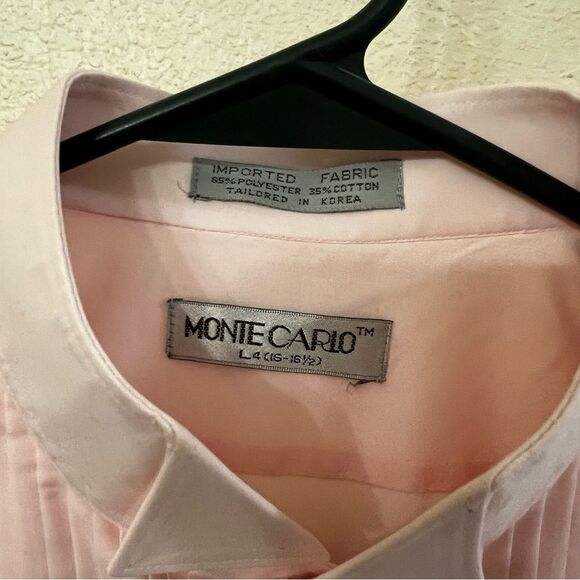 IMPORTED FABRIC
65% POLYESTER 35% COTTON
TAILORED IN KOREA
MONTE CARLO™
L4 (16-16½)